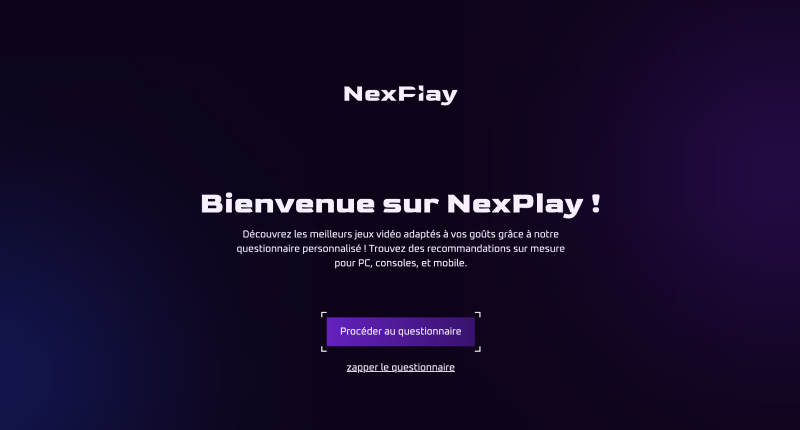 NexPlay
Bienvenue sur NexPlay !
Découvrez les meilleurs jeux vidéo adaptés à vos goûts grâce à notre
questionnaire personnalisé ! Trouvez des recommandations sur mesure
pour PC, consoles, et mobile.
Procéder au questionnaire
zapper le questionnaire